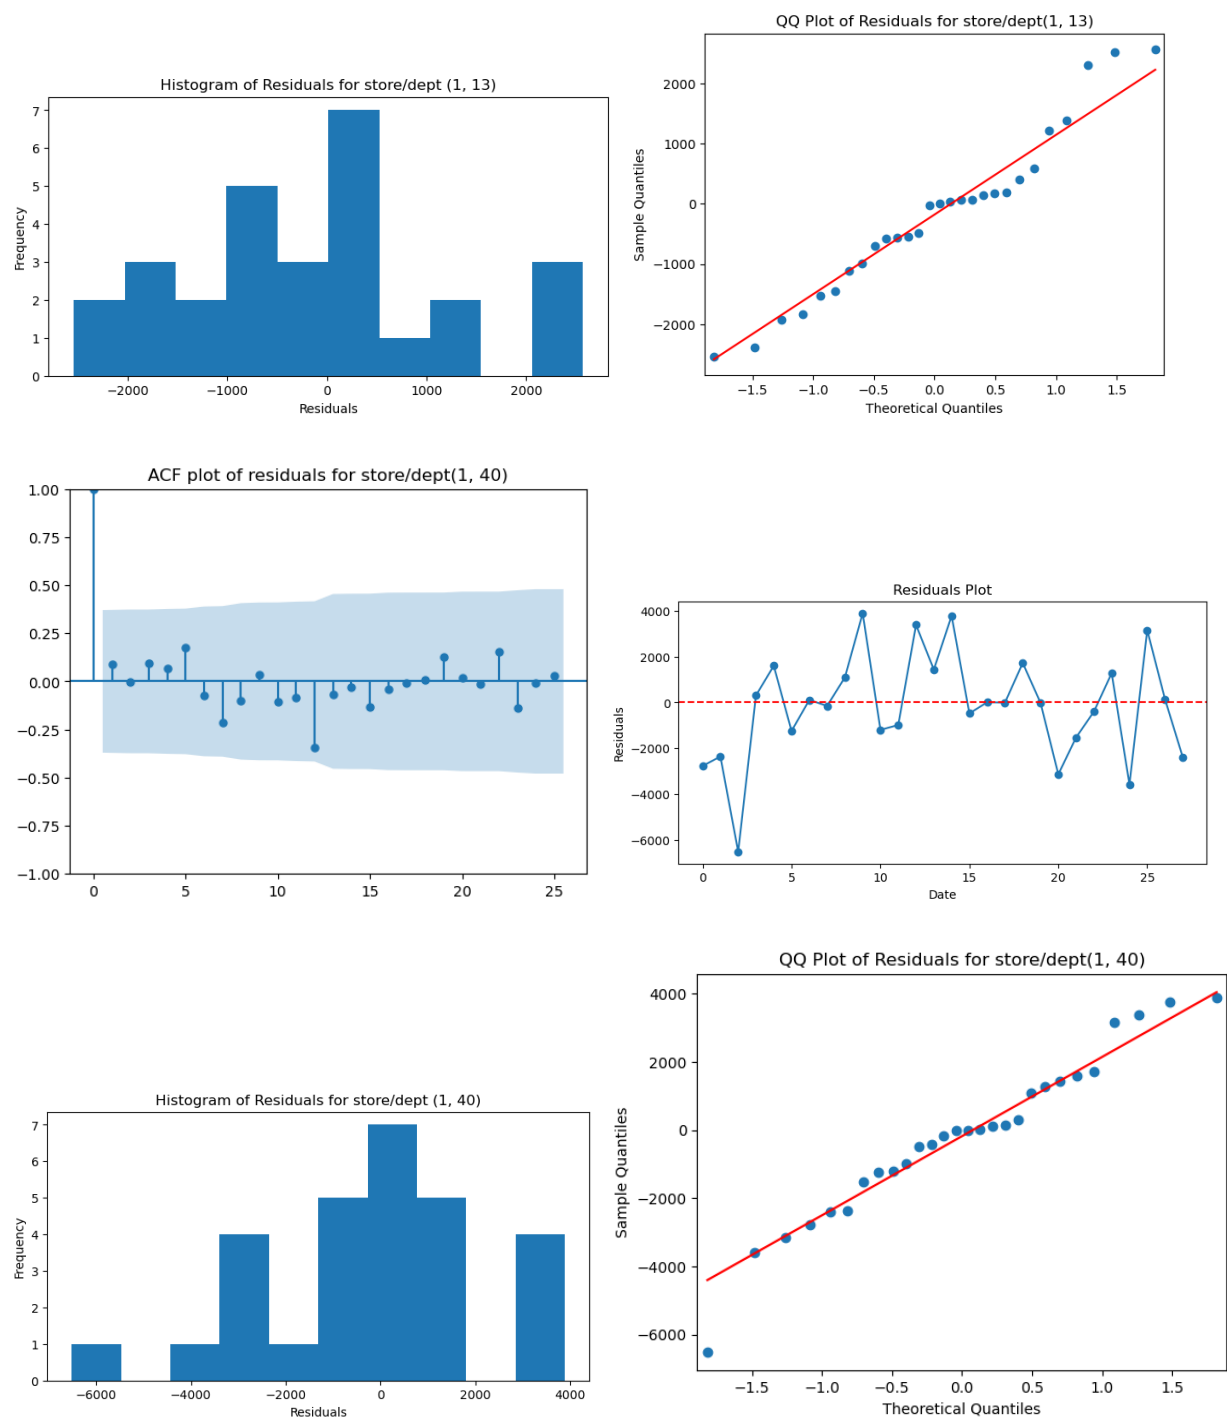 Histogram of Residuals for store/dept (1, 13)
7
6
5
4
3
2
1
0
Frequency
−2000 −1000 0 1000 2000
Residuals
QQ Plot of Residuals for store/dept(1, 13)
2000
1000
0
−1000
−2000
Sample Quantiles
−1.5 −1.0 −0.5 0.0 0.5 1.0 1.5
Theoretical Quantiles
ACF plot of residuals for store/dept(1, 40)
1.00
0.75
0.50
0.25
0.00
−0.25
−0.50
−0.75
−1.00
0 5 10 15 20 25
Residuals Plot
4000
2000
0
−2000
−4000
−6000
Residuals
0 5 10 15 20 25
Date
Histogram of Residuals for store/dept (1, 40)
7
6
5
4
3
2
1
0
Frequency
−6000 −4000 −2000 0 2000 4000
Residuals
QQ Plot of Residuals for store/dept(1, 40)
4000
2000
0
−2000
−4000
−6000
Sample Quantiles
−1.5 −1.0 −0.5 0.0 0.5 1.0 1.5
Theoretical Quantiles